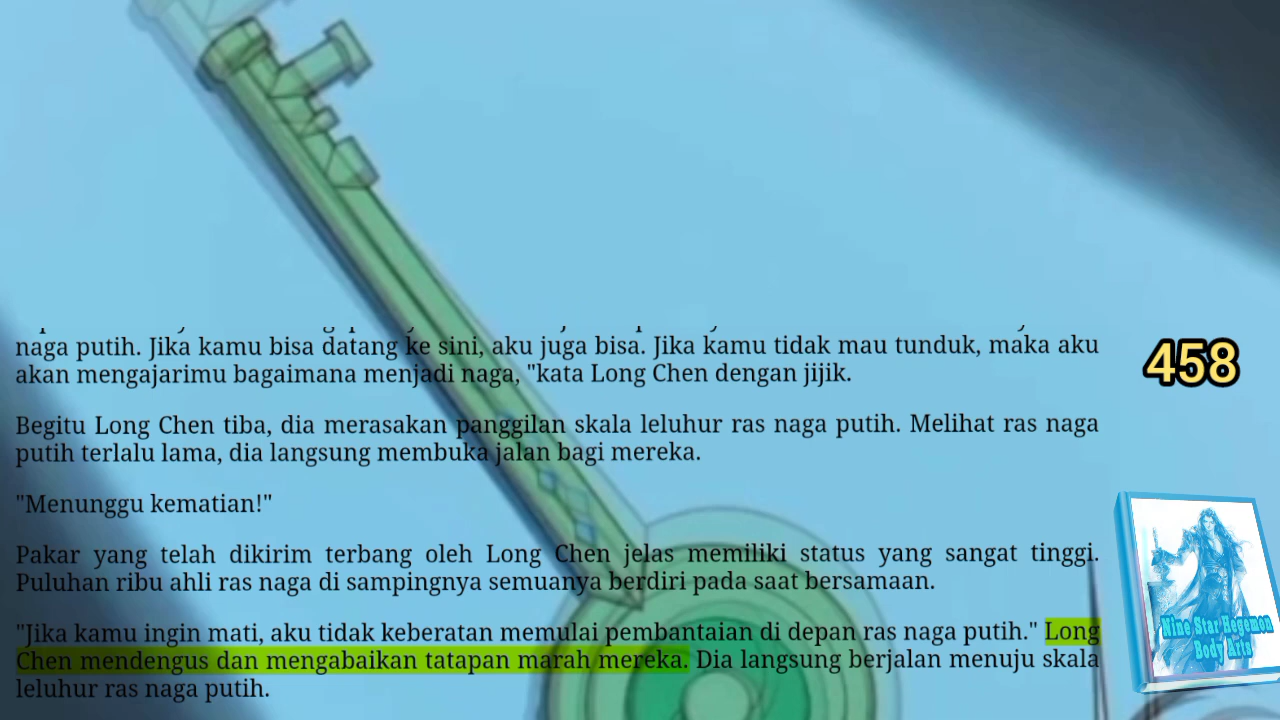 naga putih. Jika kamu bisa datang ke sini, aku juga bisa. Jika kamu tidak mau tunduk, maka aku
akan mengajarimu bagaimana menjadi naga, "kata Long Chen dengan jijik.
Begitu Long Chen tiba, dia merasakan panggilan skala leluhur ras naga putih. Melihat ras naga
putih terlalu lama, dia langsung membuka jalan bagi mereka.
"Menunggu kematian!"
Pakar yang telah dikirim terbang oleh Long Chen jelas memiliki status yang sangat tinggi.
Puluhan ribu ahli ras naga di sampingnya semuanya berdiri pada saat bersamaan.
"Jika kamu ingin mati, aku tidak keberatan memulai pembantaian di depan ras naga putih." Long
Chen mendengus dan mengabaikan tatapan marah mereka. Dia langsung berjalan menuju skala
leluhur ras naga putih.
458
Nine Star Hegemon
Body Arts